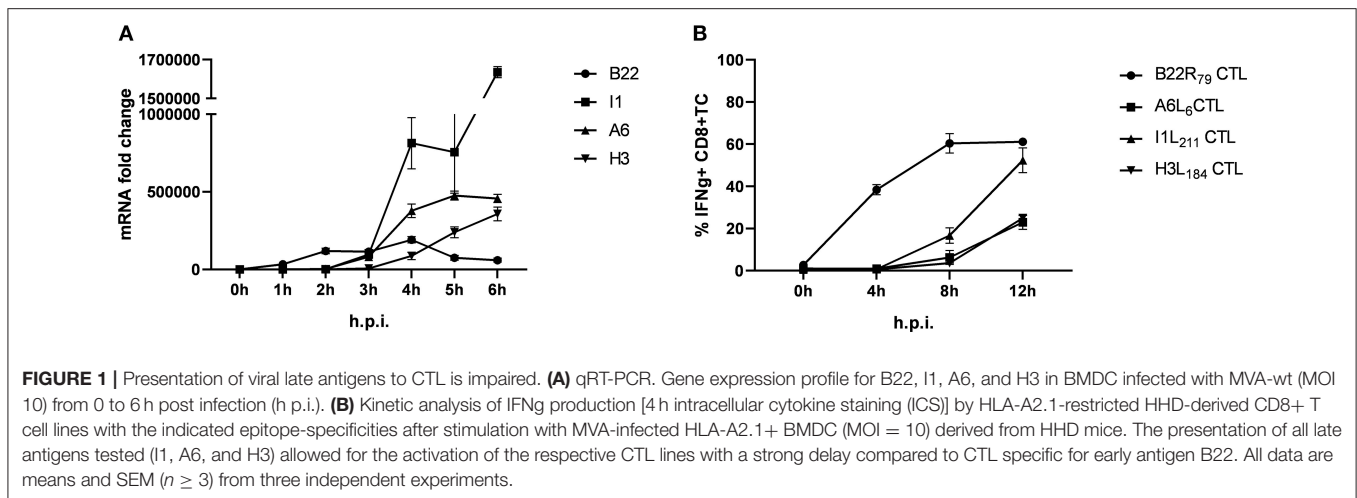 A
mRNA fold change
1700000
1500000
1000000
500000
0
0h 1h 2h 3h 4h 5h 6h
h.p.i.
B22
I1
A6
H3
B
% IFNg+ CD8+TC
100
80
60
40
20
0
0h 4h 8h 12h
h.p.i.
B22R79 CTL
A6L6CTL
I1L211 CTL
H3L184 CTL
FIGURE 1 | Presentation of viral late antigens to CTL is impaired. (A) qRT-PCR. Gene expression profile for B22, I1, A6, and H3 in BMDC infected with MVA-wt (MOI
10) from 0 to 6 h post infection (h p.i.). (B) Kinetic analysis of IFNg production [4 h intracellular cytokine staining (ICS)] by HLA-A2.1-restricted HHD-derived CD8+ T
cell lines with the indicated epitope-specificities after stimulation with MVA-infected HLA-A2.1+ BMDC (MOI = 10) derived from HHD mice. The presentation of all late
antigens tested (I1, A6, and H3) allowed for the activation of the respective CTL lines with a strong delay compared to CTL specific for early antigen B22. All data are
means and SEM (n ≥ 3) from three independent experiments.